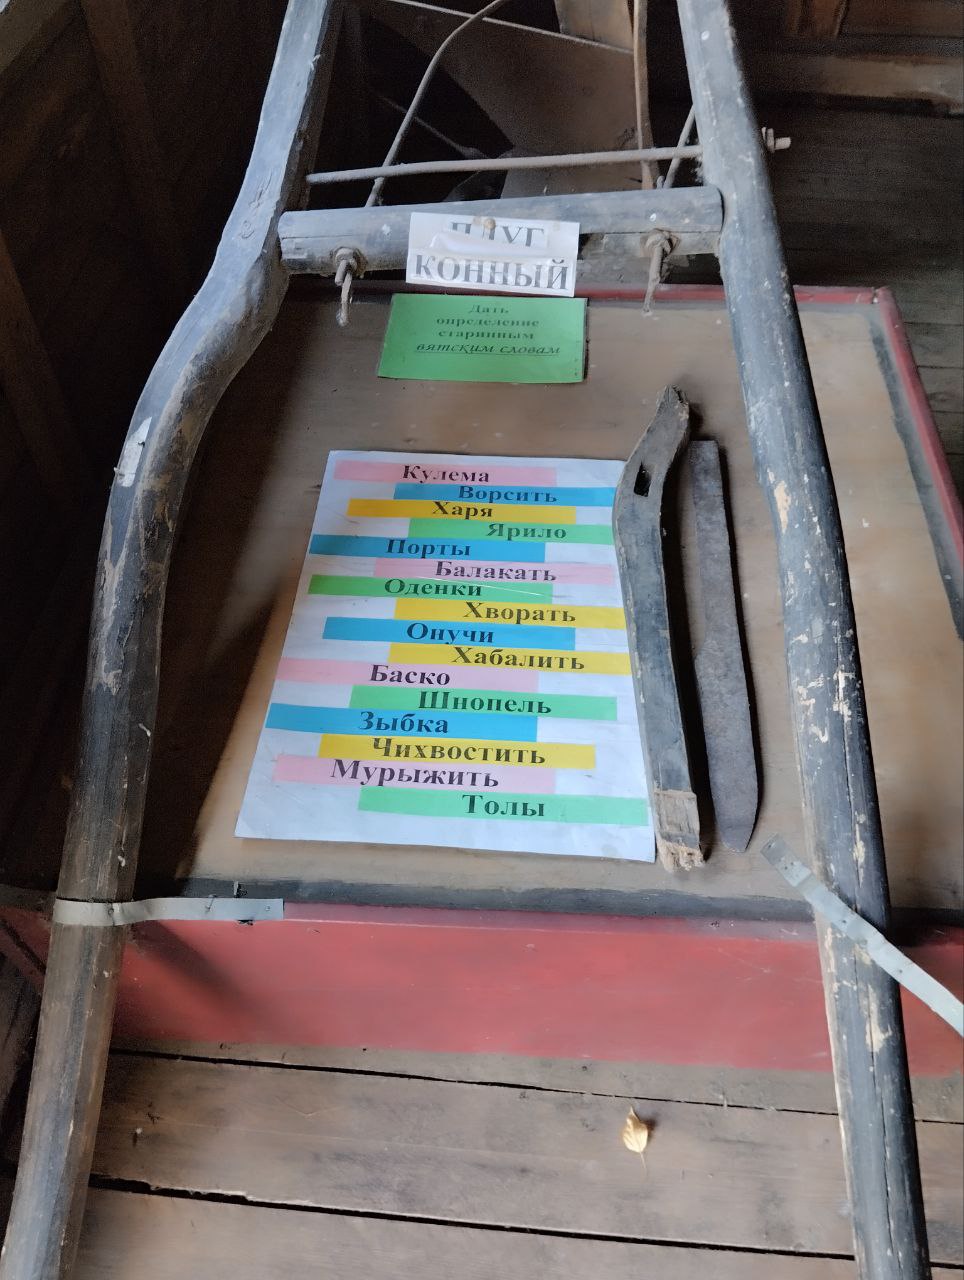 ПЛУГ
КОННЫЙ
Дать
определение
старинным
вятским словам
Кулема
Ворсить
Харя
Ярило
Порты
Балакать
Оденки
Хворать
Онучи
Хабалить
Баско
Шнопель
Зыбка
Чихвостить
Мурыжить
Толы